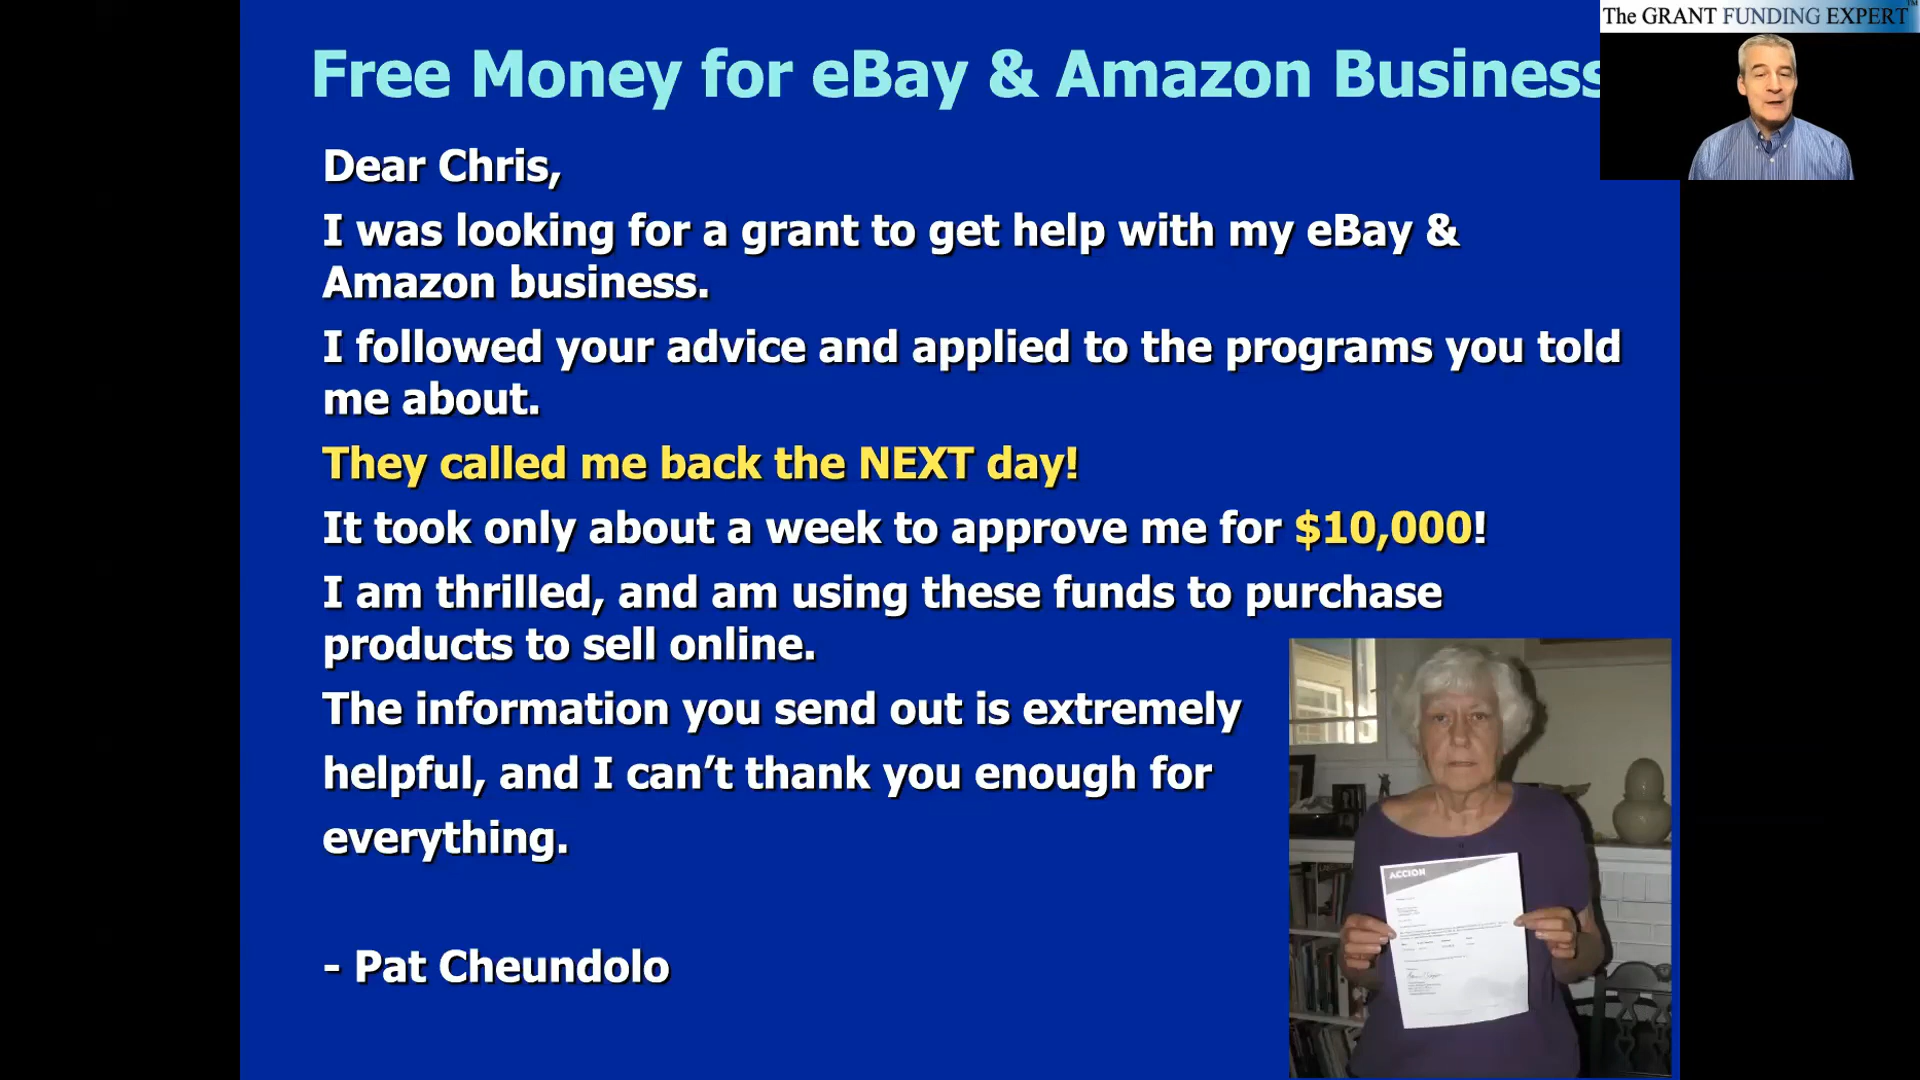 The GRANT FUNDING EXPERT™
Free Money for eBay & Amazon Business
Dear Chris,
I was looking for a grant to get help with my eBay &
Amazon business.
I followed your advice and applied to the programs you told
me about.
They called me back the NEXT day!
It took only about a week to approve me for $10,000!
I am thrilled, and am using these funds to purchase
products to sell online.
The information you send out is extremely
helpful, and I can’t thank you enough for
everything.
- Pat Cheundolo
ACCION